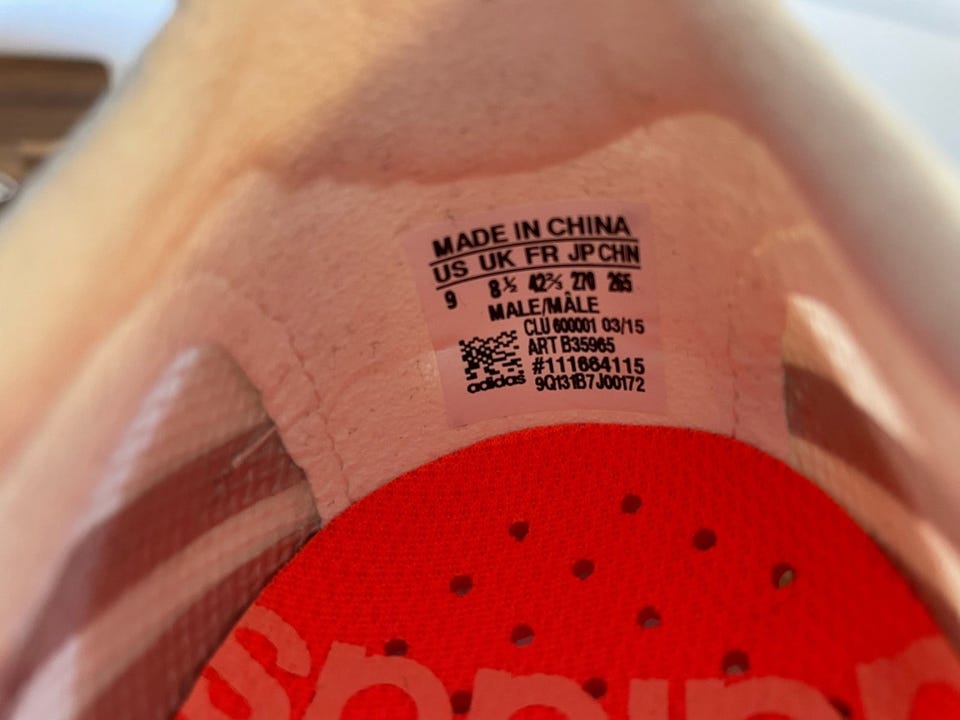 MADE IN CHINA
US UK FR JP CHN
9 8½ 42⅔ 270 265
MALE/MÂLE
CLU 600001 03/15
ART B35965
#111664115
adidas 9Q131B7J00172